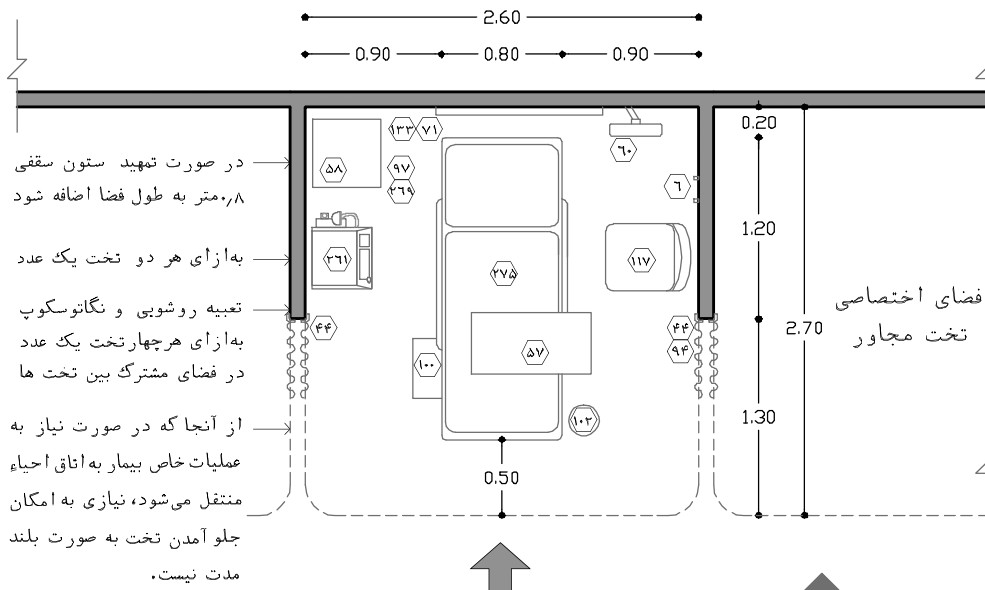 2.60
0.90 0.80 0.90
در صورت تمهید ستون سقفی
۰٫۸متر به طول فضا اضافه شود
به‌ازای هر دو تخت یک عدد
تعبیه روشویی و نگاتوسکوپ
به‌ازای هرچهارتخت یک عدد
در فضای مشترک بین تخت ها
از آنجا که در صورت نیاز به
عملیات خاص بیمار به اتاق احیاء
منتقل می‌شود، نیازی به امکان
جلو آمدن تخت به صورت بلند
مدت نیست.
۱۳۳ ۷۱
۵۸
۹۷
۲۶۹
۶۰
۶
۲۶۱
۲۷۵
۱۱۷
۴۴
۴۴
۹۴
۵۷
۱۰۰
۱۰۲
0.50
0.20
1.20
1.30
2.70
فضای اختصاصی
تخت مجاور